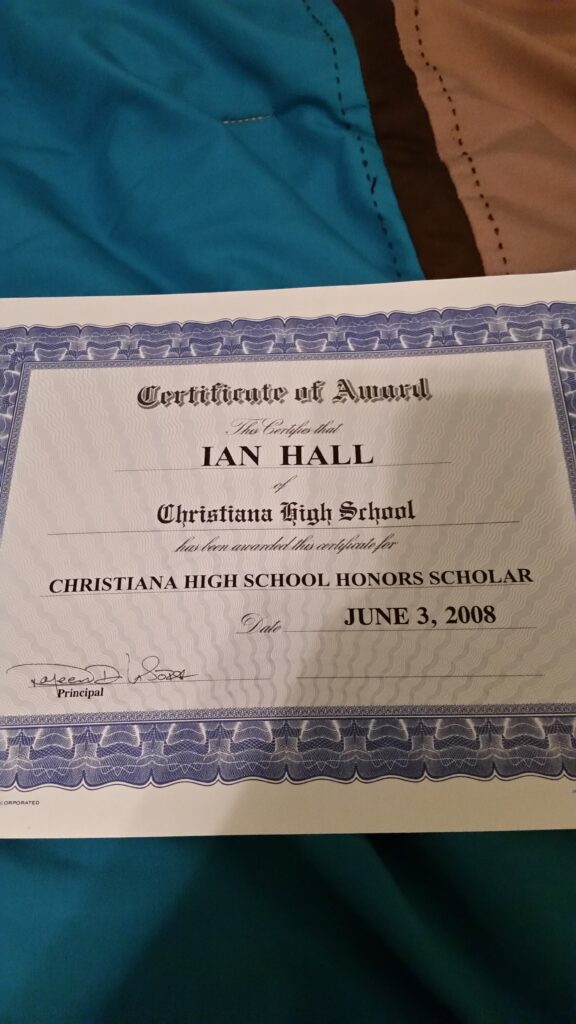 Certificate of Award
This Certifies that
IAN HALL
of
Christiana High School
has been awarded this certificate for
CHRISTIANA HIGH SCHOOL HONORS SCHOLAR
Date JUNE 3, 2008
Principal
CORPORATED